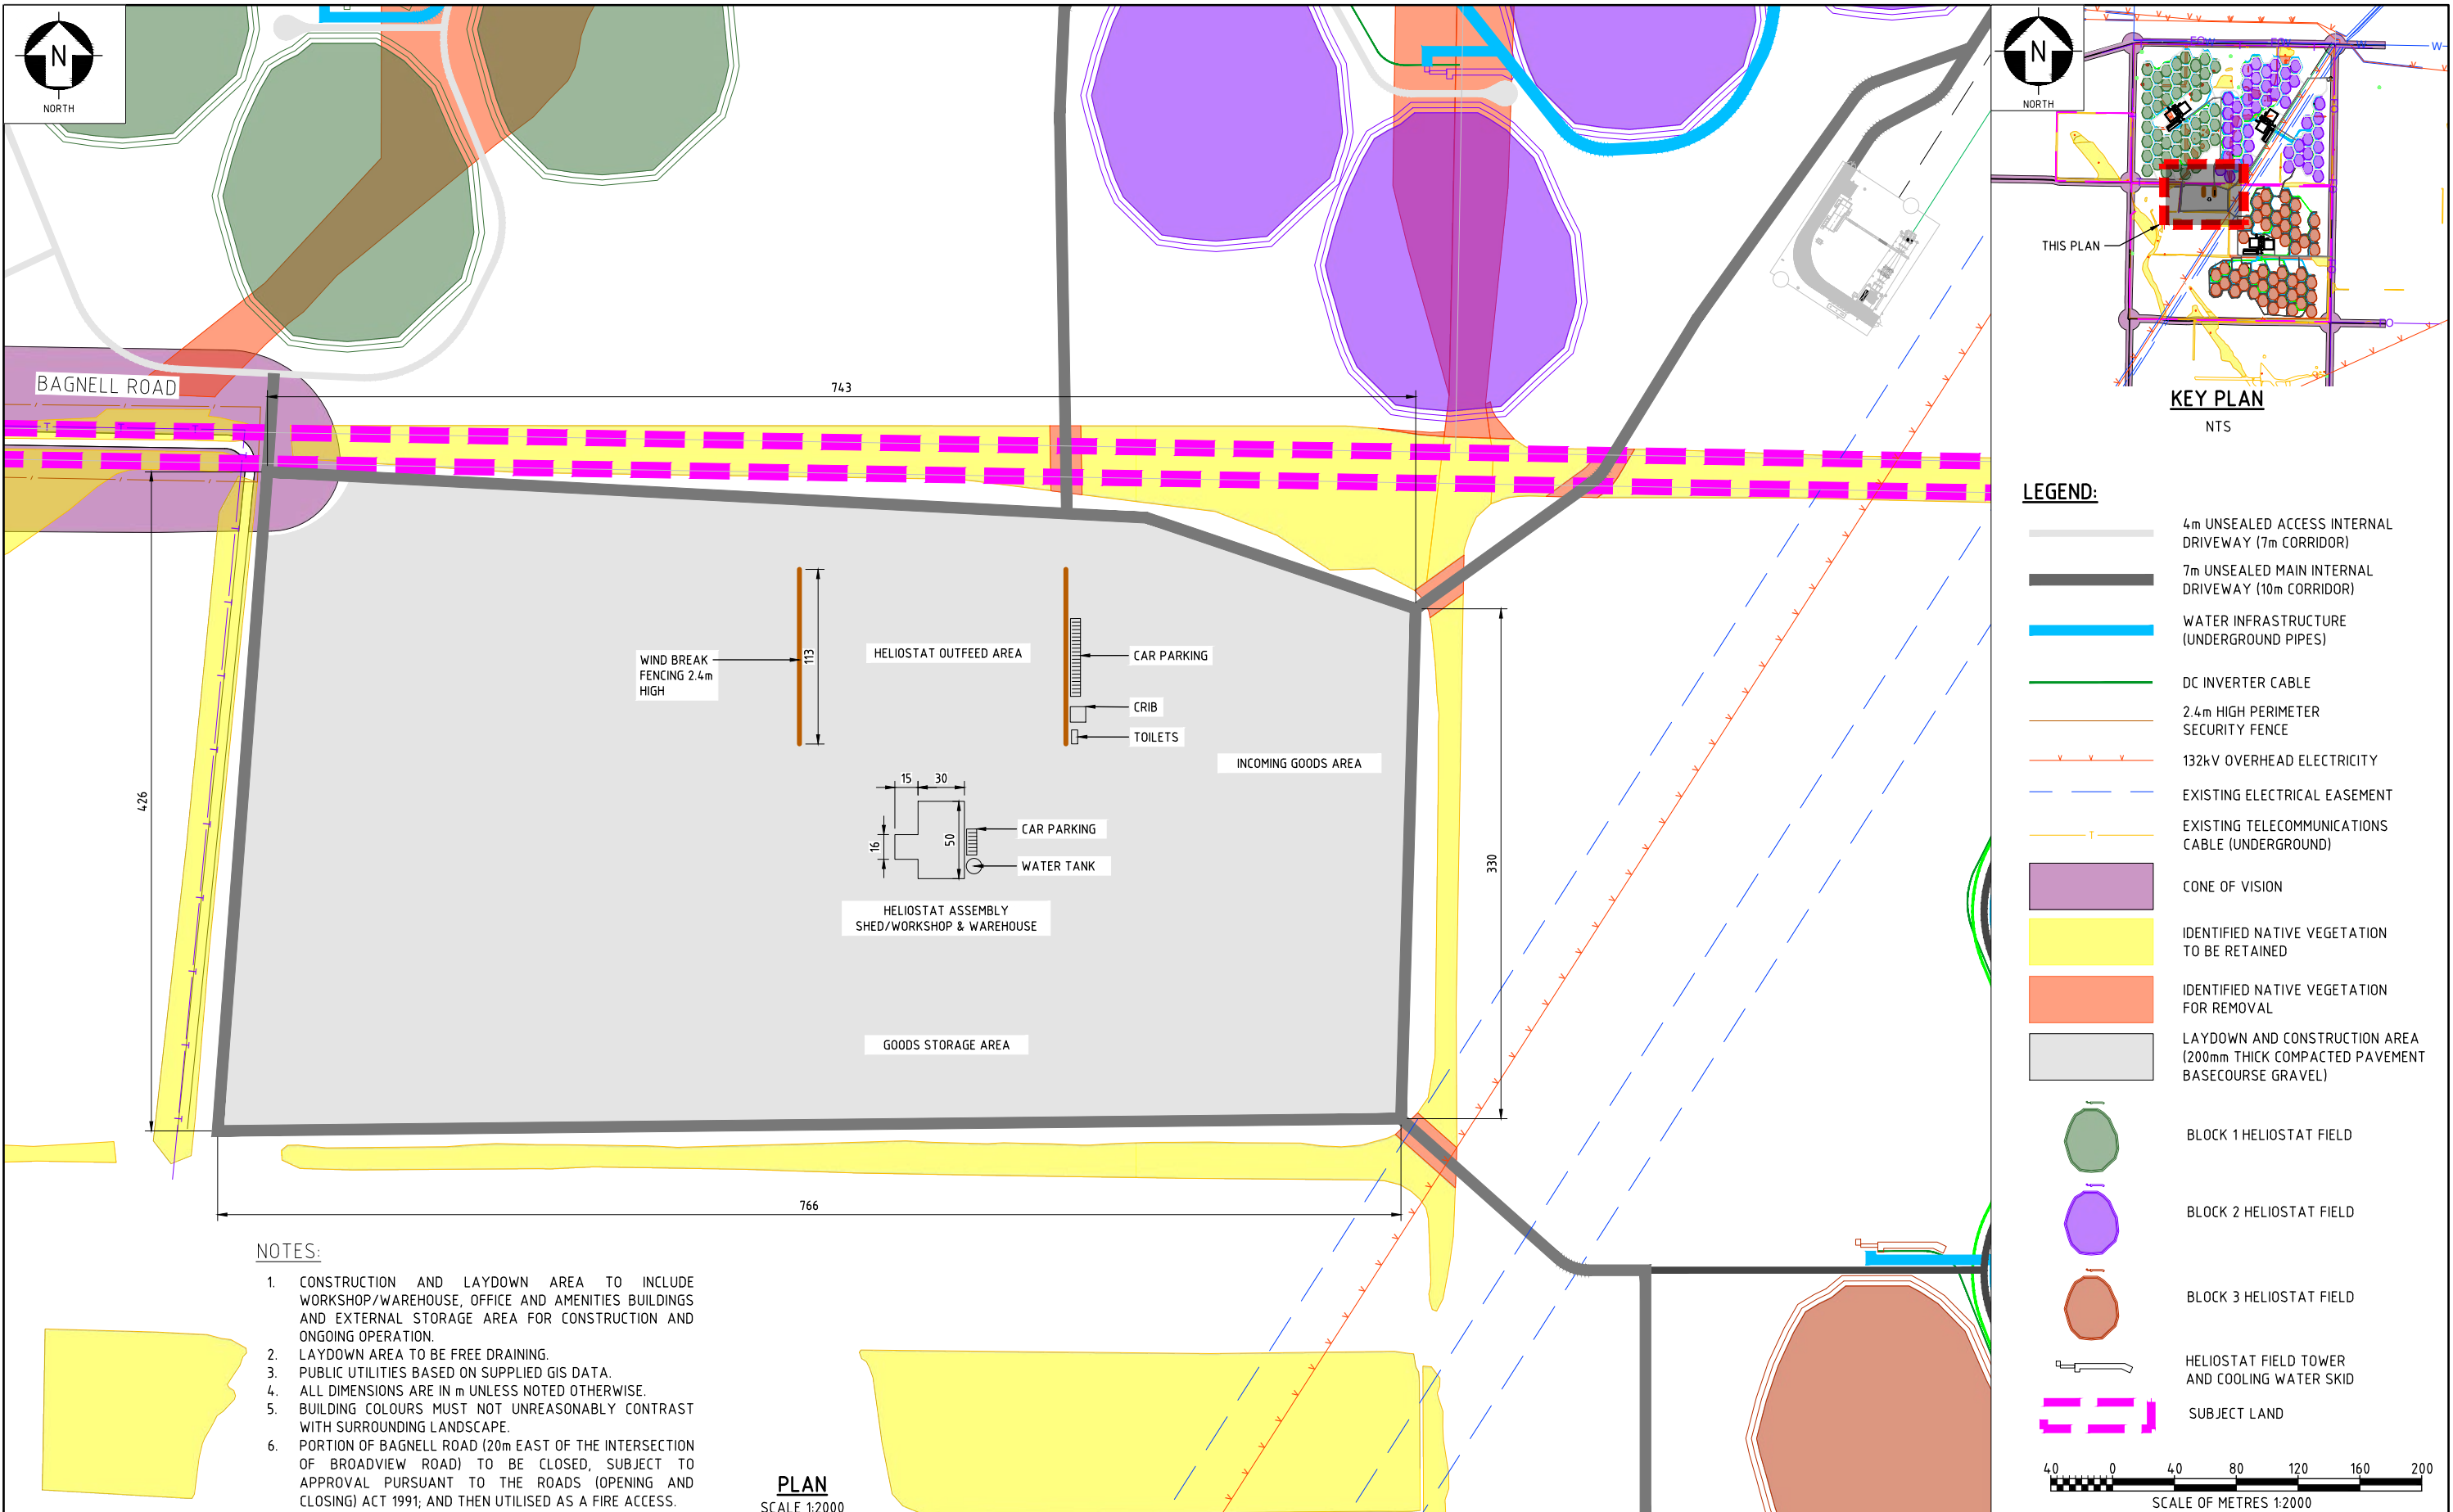 N
NORTH
BAGNELL ROAD
743
426
WIND BREAK
FENCING 2.4m
HIGH
113
HELIOSTAT OUTFEED AREA
CAR PARKING
CRIB
TOILETS
INCOMING GOODS AREA
15
30
16
50
CAR PARKING
WATER TANK
HELIOSTAT ASSEMBLY
SHED/WORKSHOP & WAREHOUSE
330
GOODS STORAGE AREA
766
NOTES:
1. CONSTRUCTION AND LAYDOWN AREA TO INCLUDE
WORKSHOP/WAREHOUSE, OFFICE AND AMENITIES BUILDINGS
AND EXTERNAL STORAGE AREA FOR CONSTRUCTION AND
ONGOING OPERATION.
2. LAYDOWN AREA TO BE FREE DRAINING.
3. PUBLIC UTILITIES BASED ON SUPPLIED GIS DATA.
4. ALL DIMENSIONS ARE IN m UNLESS NOTED OTHERWISE.
5. BUILDING COLOURS MUST NOT UNREASONABLY CONTRAST
WITH SURROUNDING LANDSCAPE.
6. PORTION OF BAGNELL ROAD (20m EAST OF THE INTERSECTION
OF BROADVIEW ROAD) TO BE CLOSED, SUBJECT TO
APPROVAL PURSUANT TO THE ROADS (OPENING AND
CLOSING) ACT 1991; AND THEN UTILISED AS A FIRE ACCESS.
PLAN
SCALE 1:2000
N
NORTH
THIS PLAN
KEY PLAN
NTS
LEGEND:
4m UNSEALED ACCESS INTERNAL
DRIVEWAY (7m CORRIDOR)
7m UNSEALED MAIN INTERNAL
DRIVEWAY (10m CORRIDOR)
WATER INFRASTRUCTURE
(UNDERGROUND PIPES)
DC INVERTER CABLE
2.4m HIGH PERIMETER
SECURITY FENCE
132kV OVERHEAD ELECTRICITY
EXISTING ELECTRICAL EASEMENT
EXISTING TELECOMMUNICATIONS
CABLE (UNDERGROUND)
CONE OF VISION
IDENTIFIED NATIVE VEGETATION
TO BE RETAINED
IDENTIFIED NATIVE VEGETATION
FOR REMOVAL
LAYDOWN AND CONSTRUCTION AREA
(200mm THICK COMPACTED PAVEMENT
BASECOURSE GRAVEL)
BLOCK 1 HELIOSTAT FIELD
BLOCK 2 HELIOSTAT FIELD
BLOCK 3 HELIOSTAT FIELD
HELIOSTAT FIELD TOWER
AND COOLING WATER SKID
SUBJECT LAND
40 0 40 80 120 160 200
SCALE OF METRES 1:2000